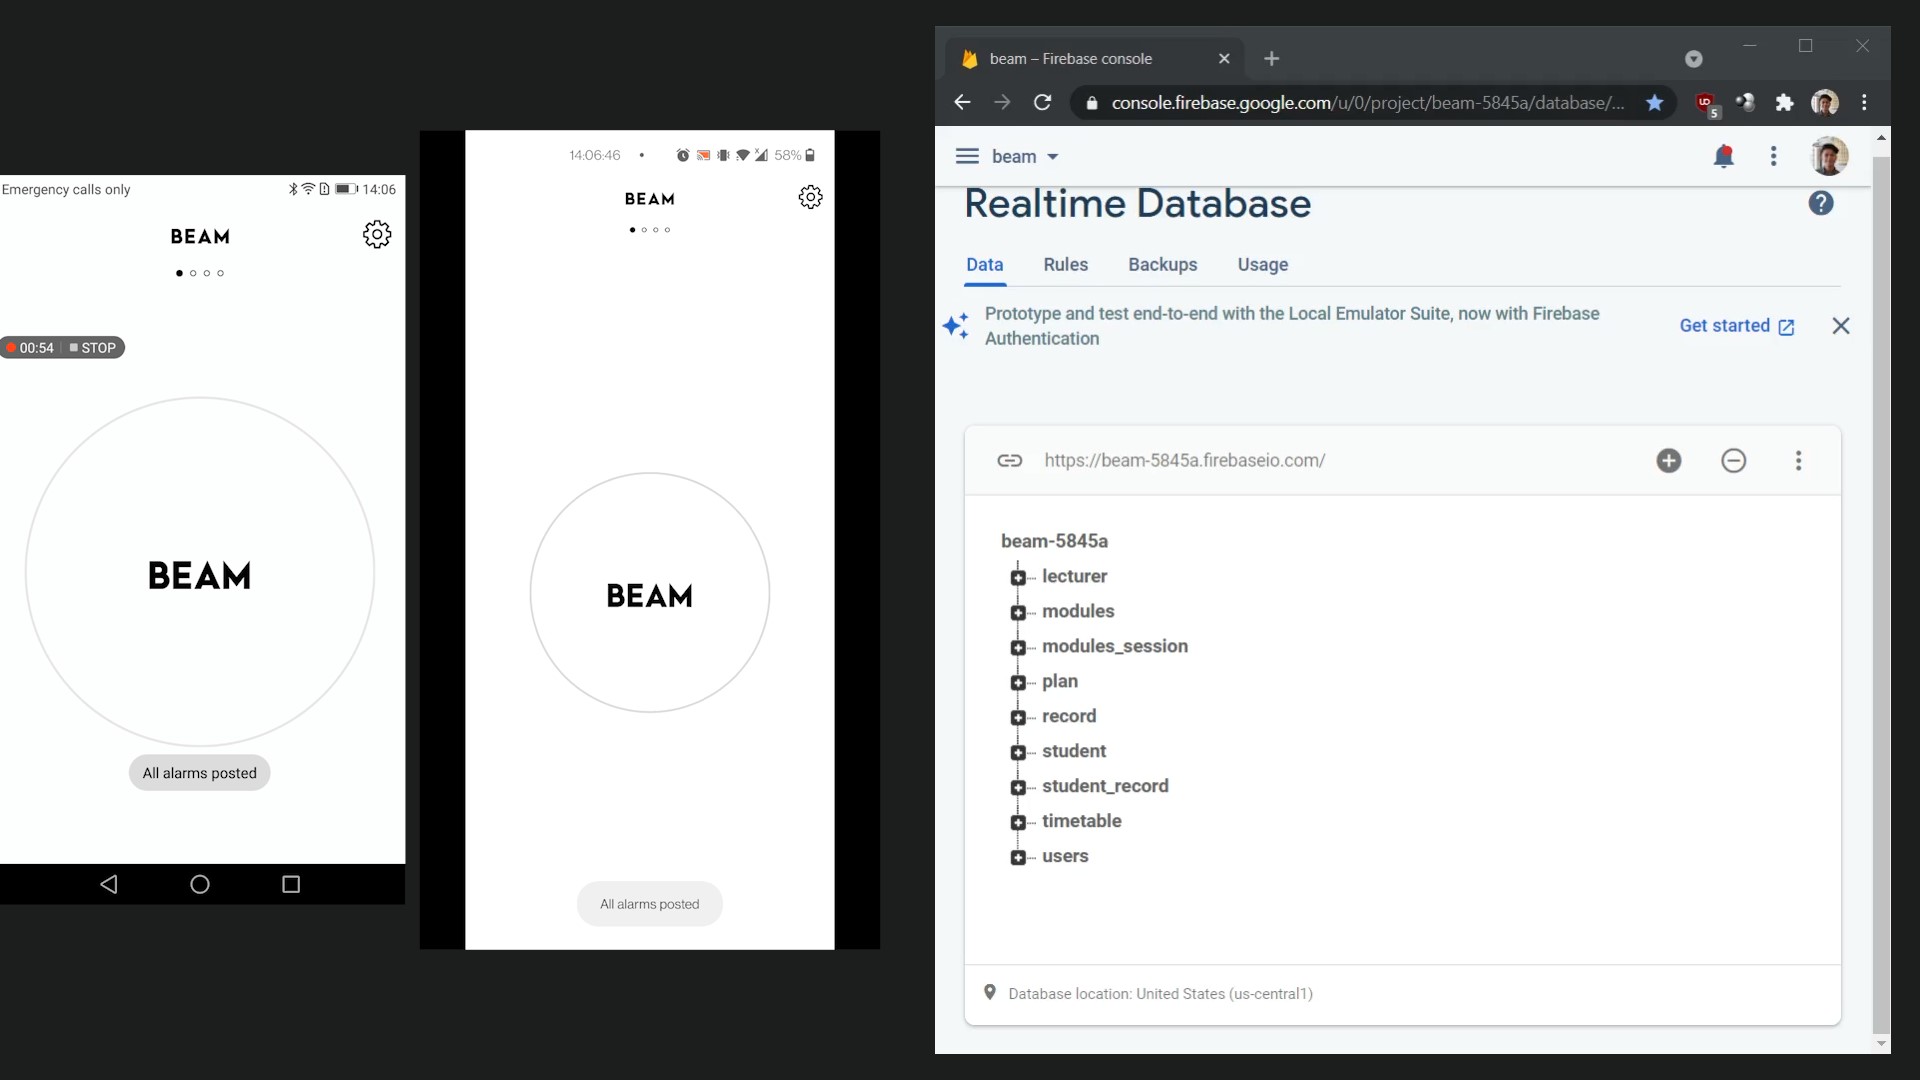 Emergency calls only
14:06
BEAM
00:54
STOP
BEAM
All alarms posted
14:06:46
58%
BEAM
BEAM
All alarms posted
beam – Firebase console
console.firebase.google.com/u/0/project/beam-5845a/database/...
5
beam
Realtime Database
Data Rules Backups Usage
Prototype and test end-to-end with the Local Emulator Suite, now with Firebase
Authentication
Get started
https://beam-5845a.firebaseio.com/
beam-5845a
lecturer
modules
modules_session
plan
record
student
student_record
timetable
users
Database location: United States (us-central1)